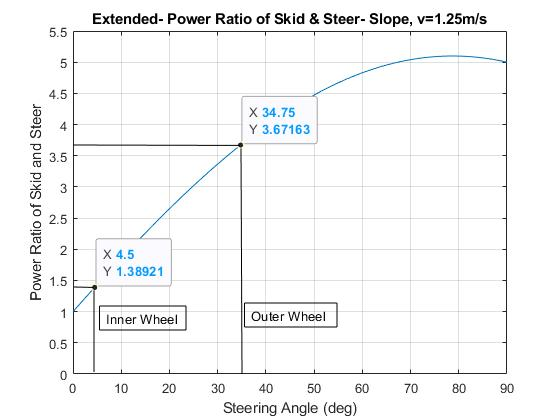 Extended- Power Ratio of Skid & Steer- Slope, v=1.25m/s
Power Ratio of Skid and Steer
5.5
5
4.5
4
3.5
3
2.5
2
1.5
1
0.5
0
X 34.75
Y 3.67163
X 4.5
Y 1.38921
Inner Wheel
Outer Wheel
0 10 20 30 40 50 60 70 80 90
Steering Angle (deg)